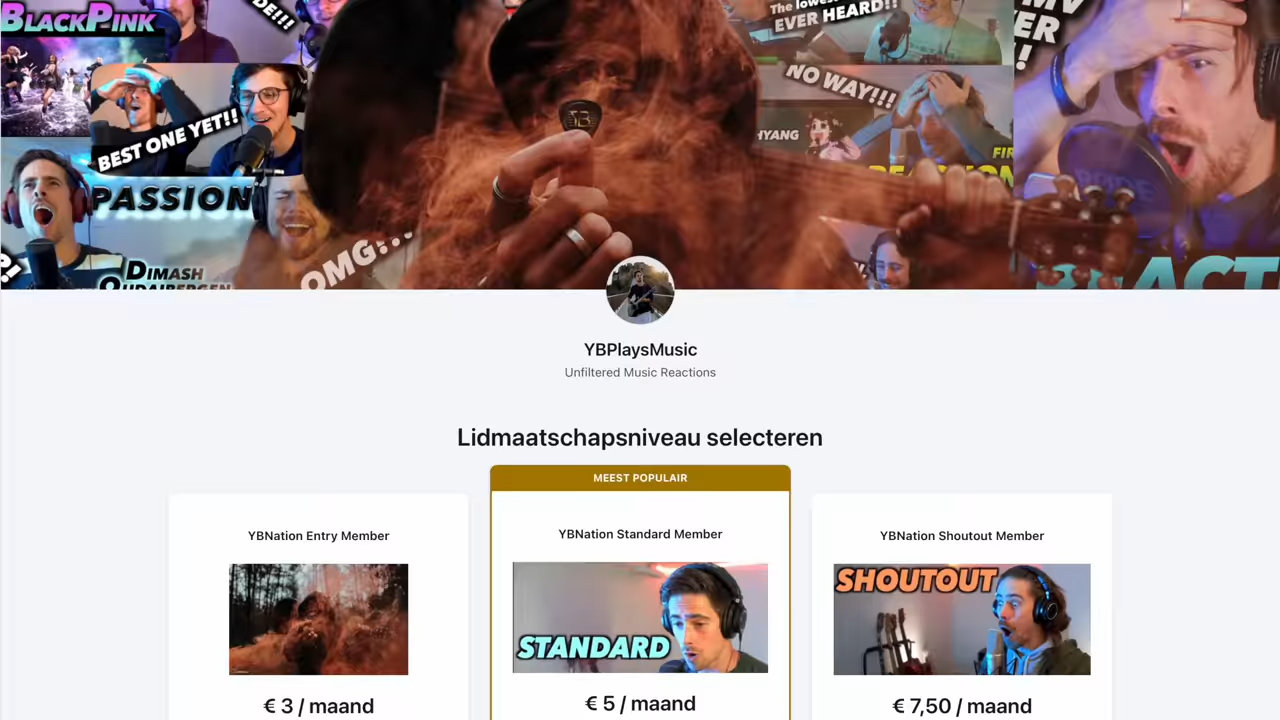 BLACKPINK
BEST ONE YET!!
PASSION
DIMASH
OMG...
The lowest
EVER HEARD!!
NO WAY!!!
YBPlaysMusic
Unfiltered Music Reactions
Lidmaatschapsniveau selecteren
MEEST POPULAIR
YBNation Entry Member
YBNation Standard Member
YBNation Shoutout Member
STANDARD
SHOUTOUT
€ 3 / maand
€ 5 / maand
€ 7,50 / maand